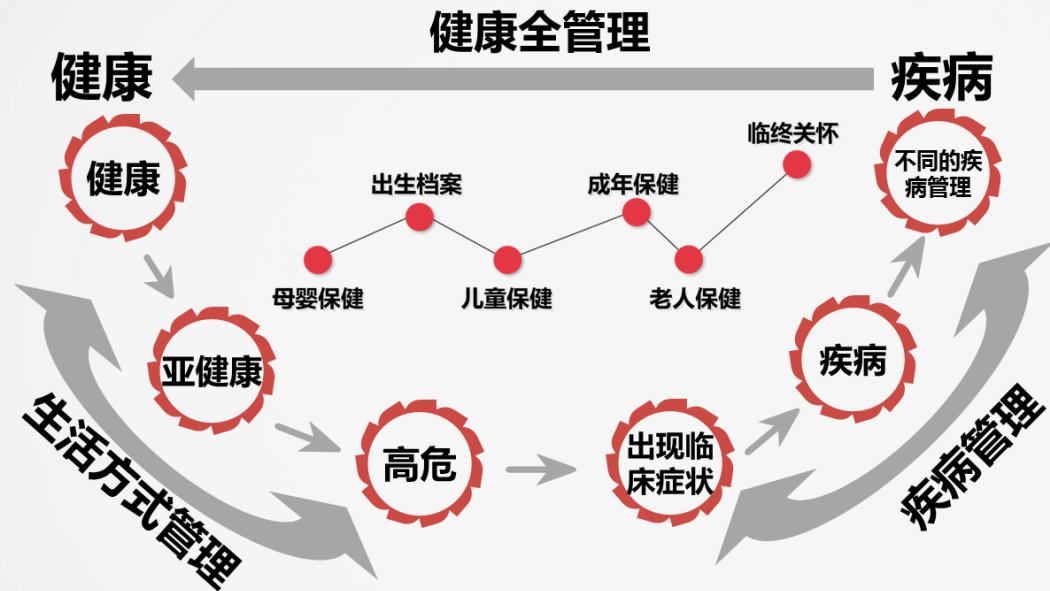 健康全管理
健康
疾病
健康
不同的疾
病管理
临终关怀
出生档案
成年保健
母婴保健
儿童保健
老人保健
亚健康
疾病
高危
出现临
床症状
生活方式管理
疾病管理